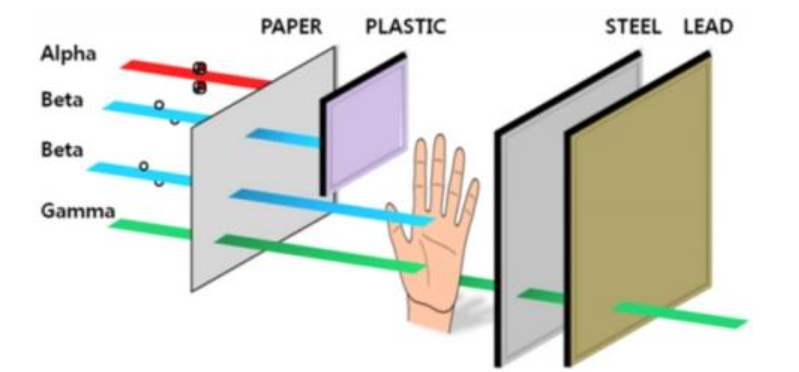 PAPER PLASTIC STEEL LEAD
Alpha
Beta
Beta
Gamma